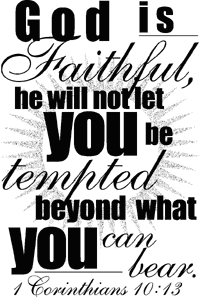 God is
Faithful,
he will not let
you be
tempted
beyond what
you can
bear.
1 Corinthians 10:13